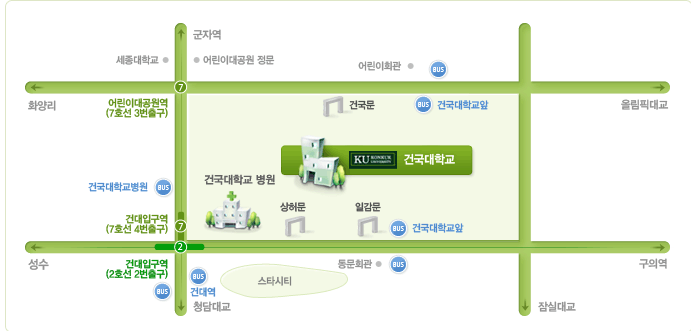 군자역
세종대학교
어린이대공원 정문
어린이회관
BUS
7
화양리
어린이대공원역
(7호선 3번출구)
건국문
BUS
건국대학교앞
올림픽대교
KU KONKUK
UNIVERSITY
건국대학교
건국대학교 병원
건국대학교병원
BUS
상허문
일감문
건대입구역
(7호선 4번출구)
7
BUS
건국대학교앞
2
성수
건대입구역
(2호선 2번출구)
동문회관
BUS
구의역
BUS
건대역
스타시티
BUS
청담대교
잠실대교